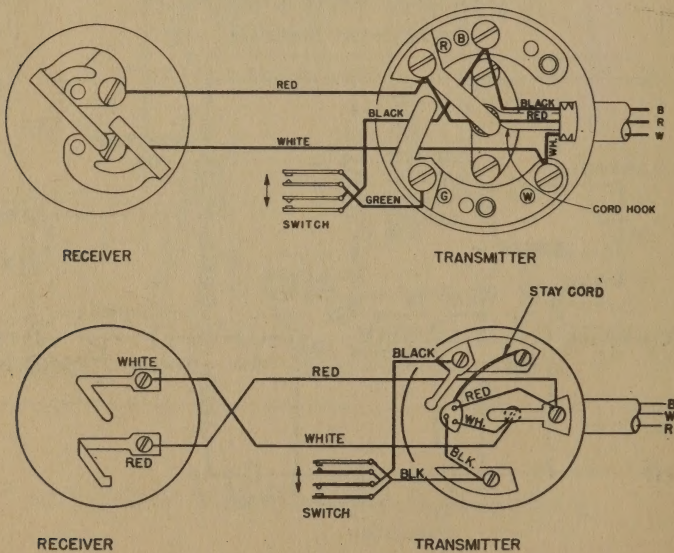 R B
RED
BLACK
B
BLACK
RED
R
WHITE
WH.
W
GREEN
G
W
CORD HOOK
SWITCH
RECEIVER
TRANSMITTER
STAY CORD
BLACK
WHITE
RED
RED
B
WH.
W
R
RED
WHITE
BLK.
BLK.
SWITCH
RECEIVER
TRANSMITTER